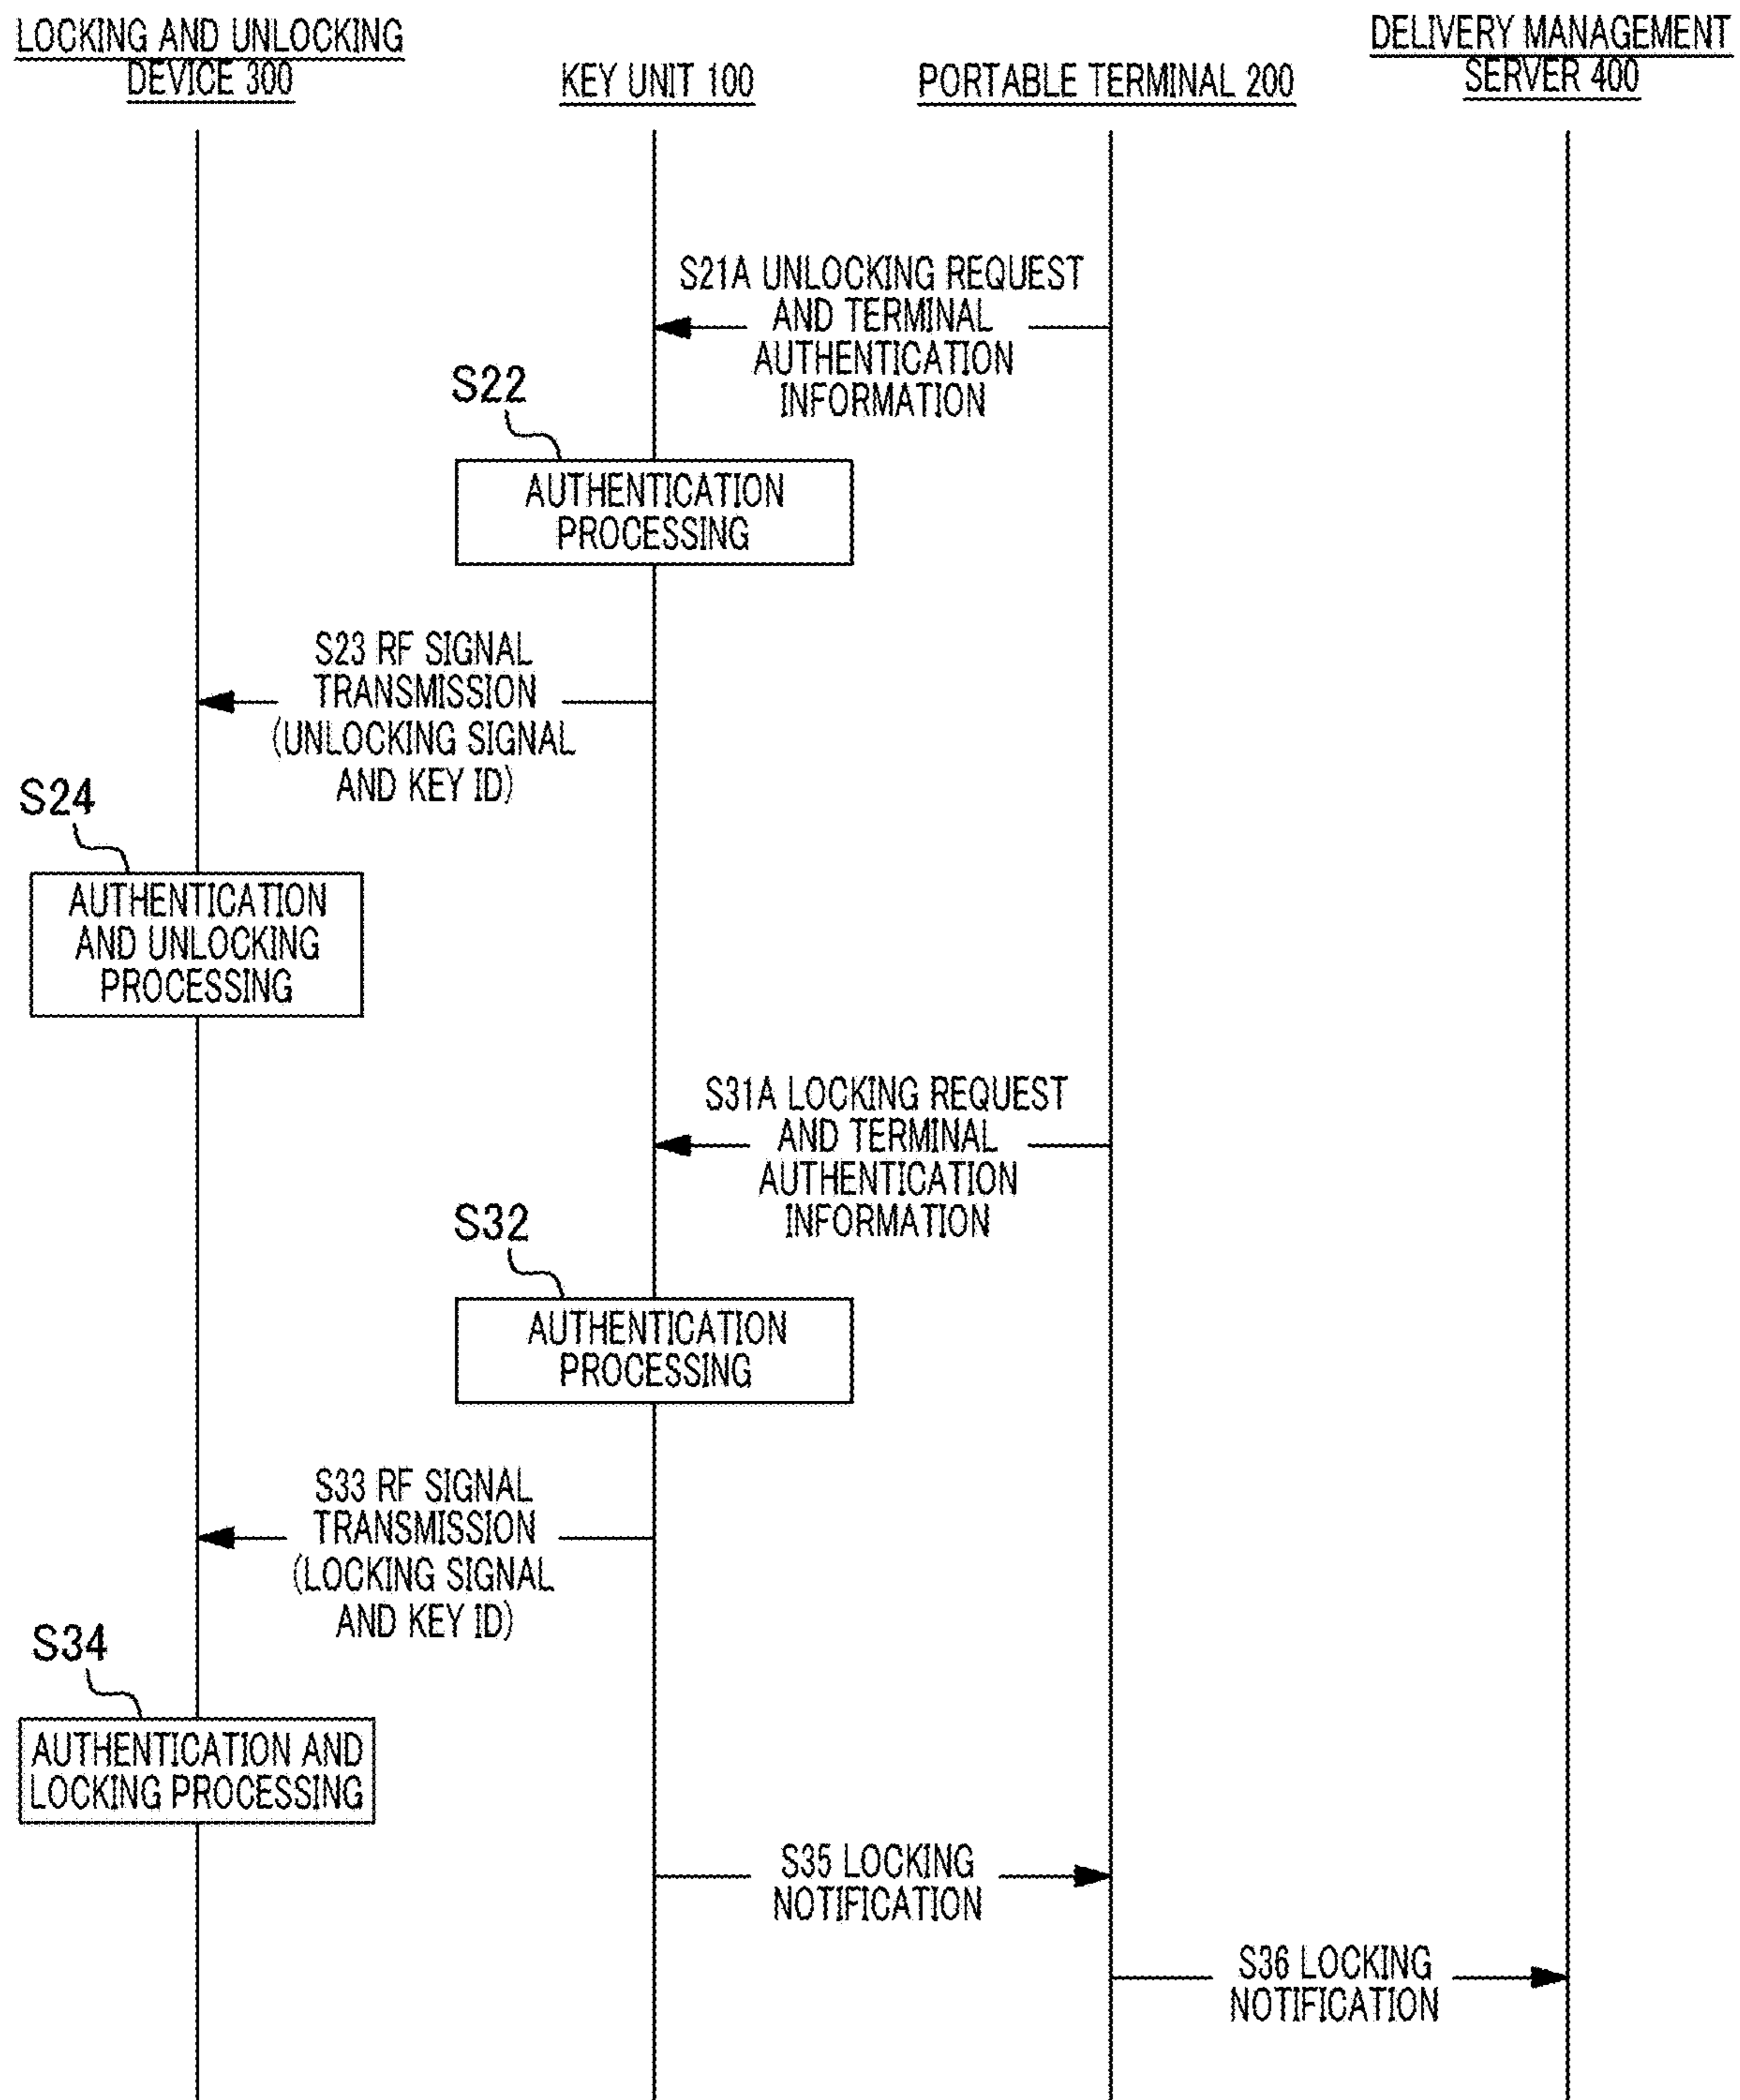 LOCKING AND UNLOCKING
DEVICE 300
KEY UNIT 100
PORTABLE TERMINAL 200
DELIVERY MANAGEMENT
SERVER 400
S21A UNLOCKING REQUEST
AND TERMINAL
AUTHENTICATION
INFORMATION
S22
AUTHENTICATION
PROCESSING
S23 RF SIGNAL
TRANSMISSION
(UNLOCKING SIGNAL
AND KEY ID)
S24
AUTHENTICATION
AND UNLOCKING
PROCESSING
S31A LOCKING REQUEST
AND TERMINAL
AUTHENTICATION
INFORMATION
S32
AUTHENTICATION
PROCESSING
S33 RF SIGNAL
TRANSMISSION
(LOCKING SIGNAL
AND KEY ID)
S34
AUTHENTICATION AND
LOCKING PROCESSING
S35 LOCKING
NOTIFICATION
S36 LOCKING
NOTIFICATION